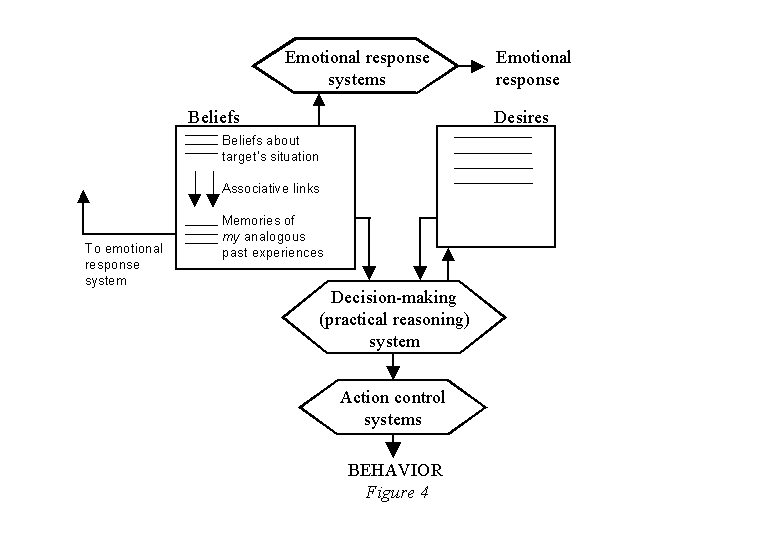 Emotional response
systems
Emotional
response
Beliefs
Desires
Beliefs about
target's situation
Associative links
Memories of
my analogous
past experiences
To emotional
response
system
Decision-making
(practical reasoning)
system
Action control
systems
BEHAVIOR
Figure 4